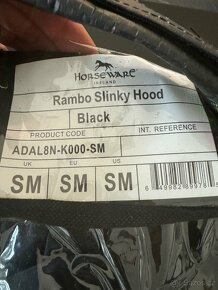 HORSEWARE
IRELAND
Rambo Slinky Hood
Black
PRODUCT CODE INT. REFERENCE
ADAL8N-K000-SM
UK EU US
SM SM SM